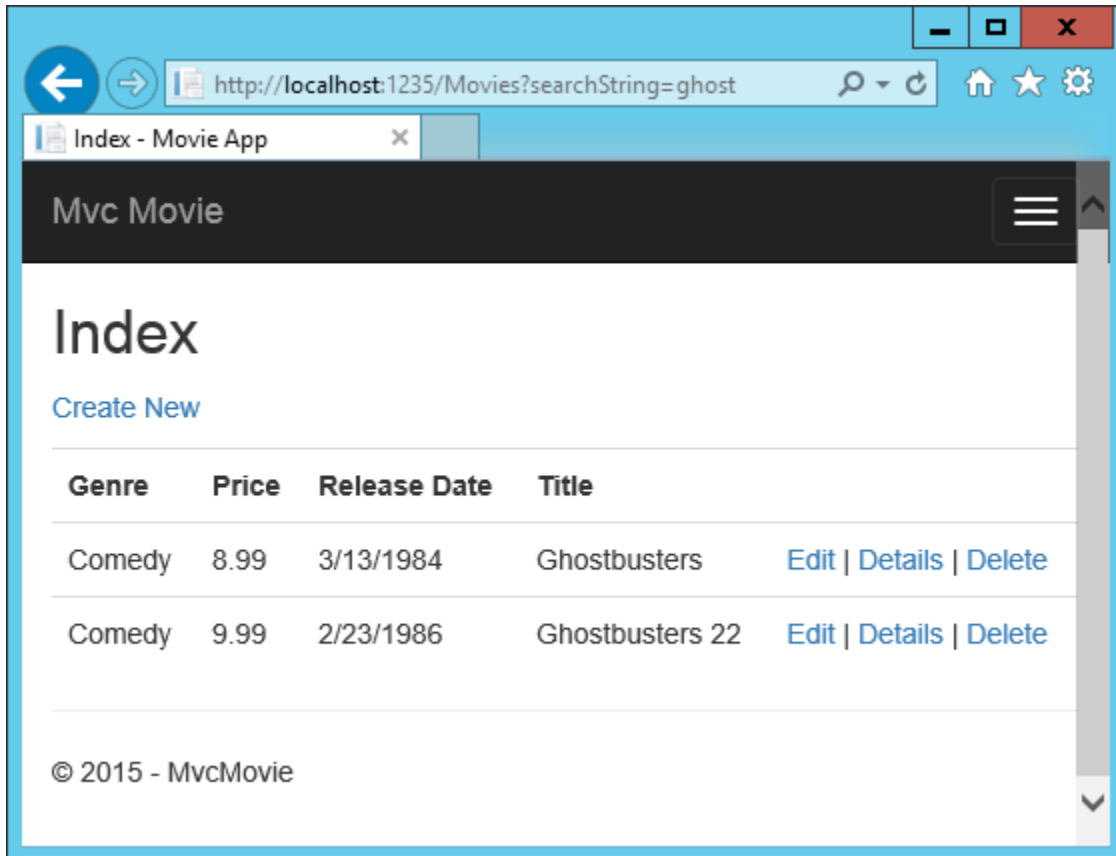 http://localhost:1235/Movies?searchString=ghost
Index - Movie App
Mvc Movie
Index
Create New
Genre Price Release Date Title
Comedy 8.99 3/13/1984 Ghostbusters Edit | Details | Delete
Comedy 9.99 2/23/1986 Ghostbusters 22 Edit | Details | Delete
© 2015 - MvcMovie